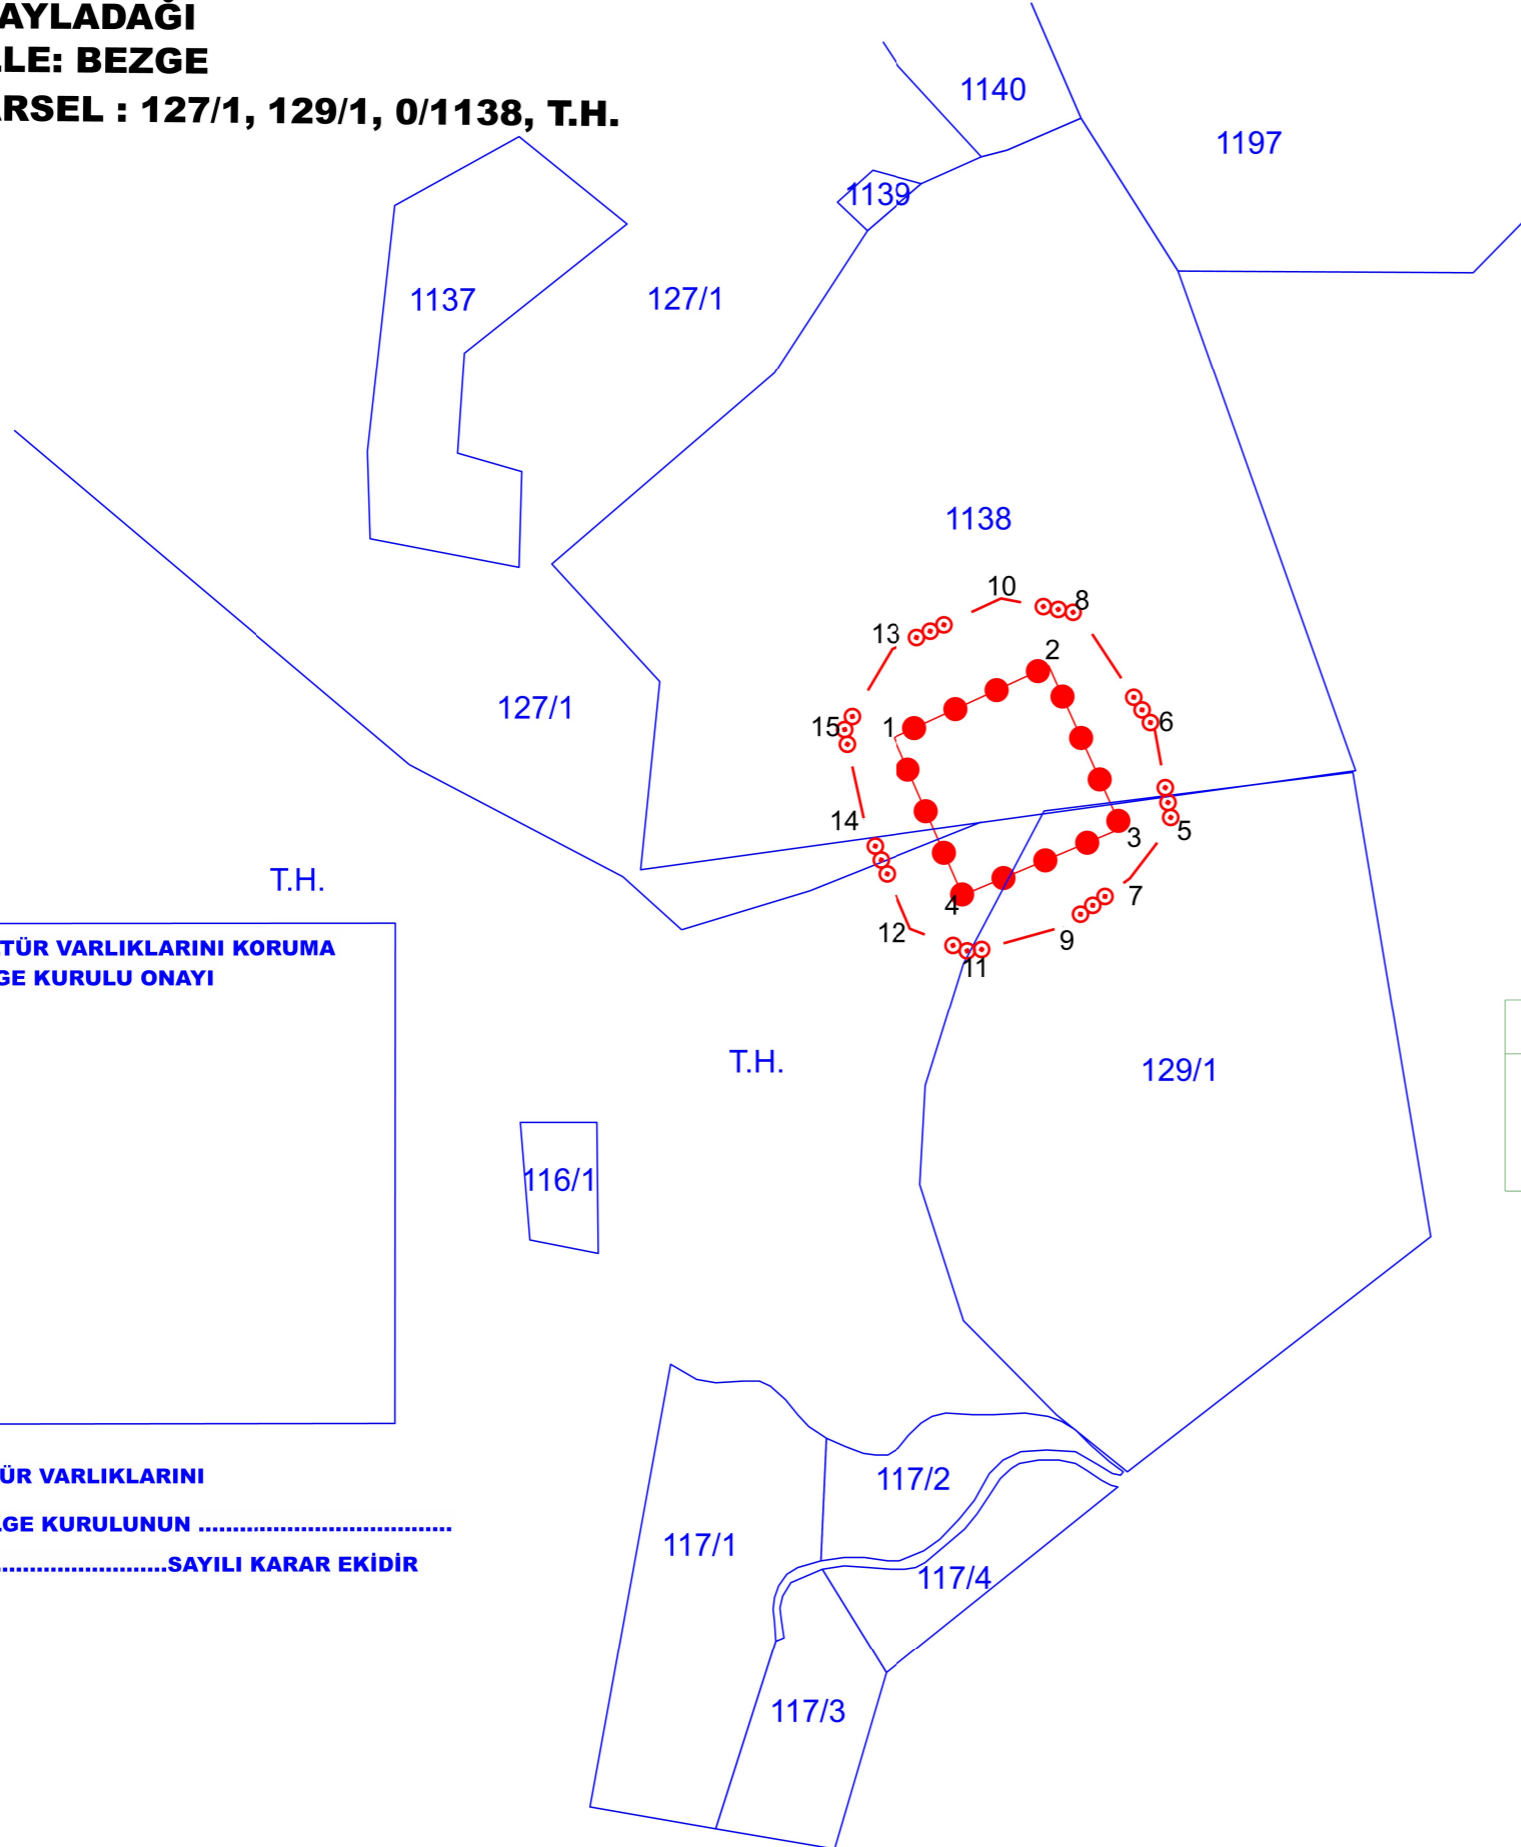 AYLADAĞI
LLE: BEZGE
ARSEL : 127/1, 129/1, 0/1138, T.H.
1140
1197
1139
1137
127/1
1138
10
8
13
2
127/1
15
1
6
14
3
5
T.H.
4
7
12
9
11
TÜR VARLIKLARINI KORUMA
GE KURULU ONAYI
T.H.
129/1
116/1
ÜR VARLIKLARINI
117/2
LGE KURULUNUN .....................................
117/1
.........................SAYILI KARAR EKİDİR
117/4
117/3